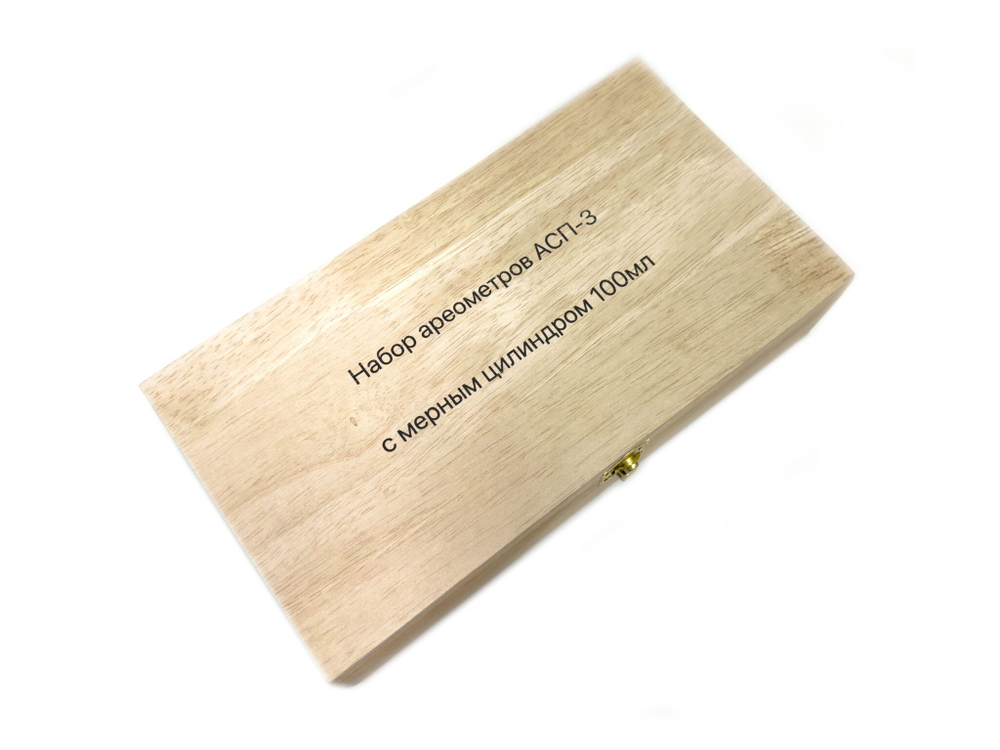 Набор ареометров АСП-3
с мерным цилиндром 100мл